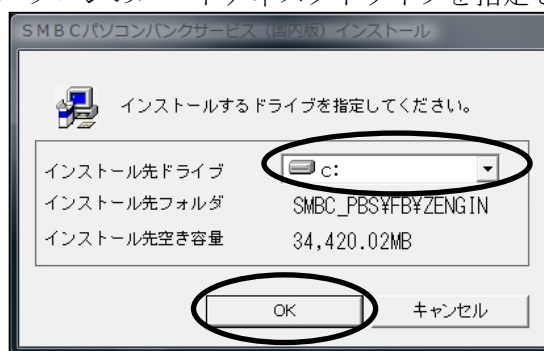 SMBCパソコンバンクサービス（国内版）インストール
インストールするドライブを指定してください。
インストール先ドライブ c:
インストール先フォルダ SMBC_PBS¥FB¥ZENGIN
インストール先空き容量 34,420.02MB
OK キャンセル